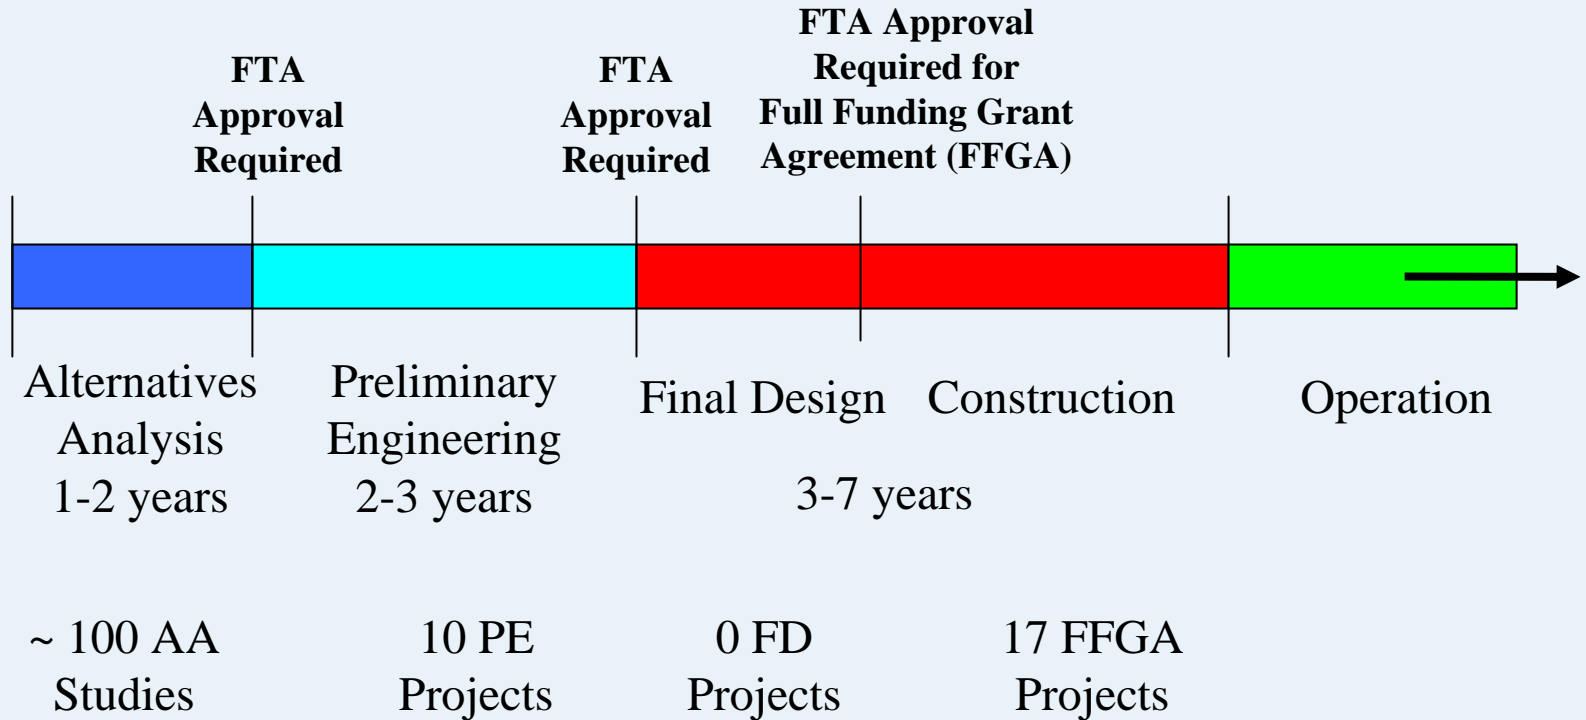 FTA
Approval
Required
FTA
Approval
Required
FTA Approval
Required for
Full Funding Grant
Agreement (FFGA)
Alternatives
Analysis
1-2 years
Preliminary
Engineering
2-3 years
Final Design
Construction
3-7 years
Operation
~ 100 AA
Studies
10 PE
Projects
0 FD
Projects
17 FFGA
Projects